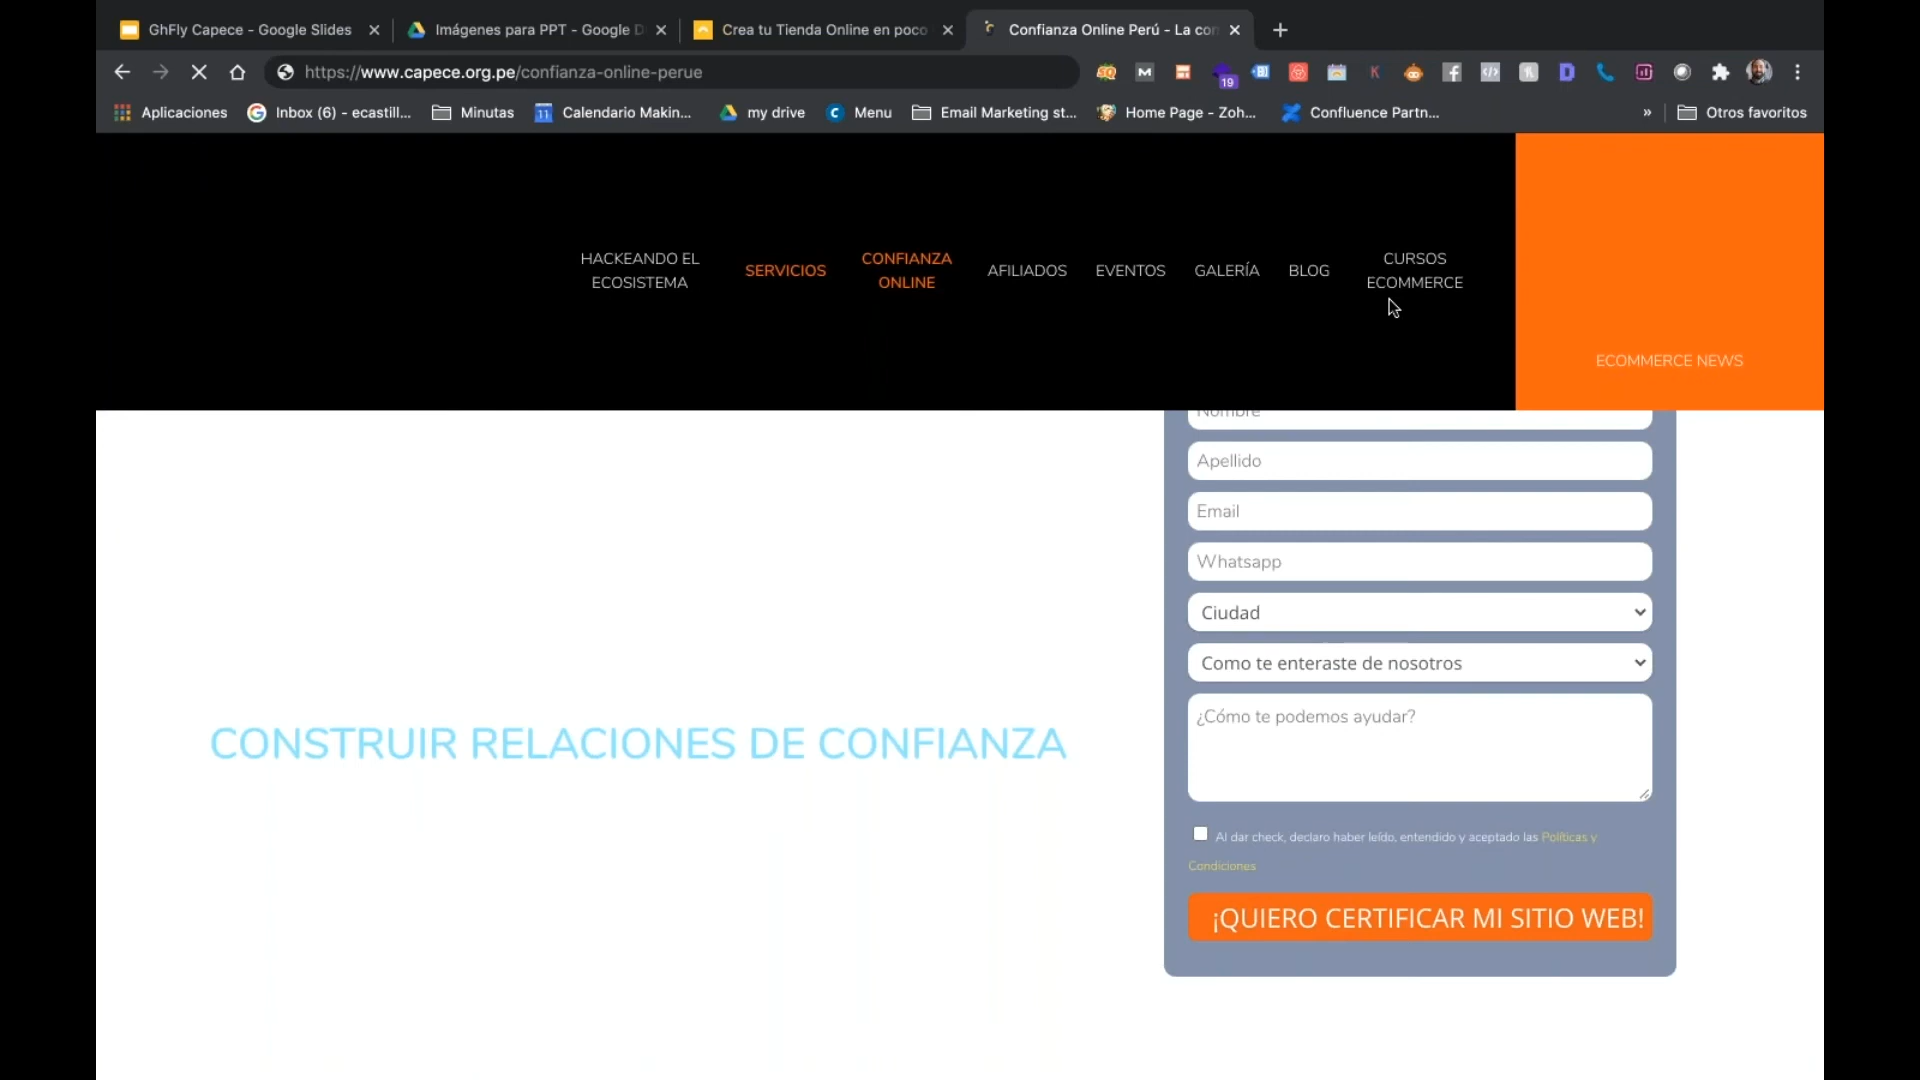 GhFly Capece - Google Slides
Imágenes para PPT - Google D
Crea tu Tienda Online en poco
Confianza Online Perú - La con
https://www.capece.org.pe/confianza-online-perue
19
Aplicaciones
Inbox (6) - ecastill...
Minutas
11
Calendario Makin...
my drive
Menu
Email Marketing st...
Home Page - Zoh...
Confluence Partn...
»
Otros favoritos
HACKEANDO EL
ECOSISTEMA
SERVICIOS
CONFIANZA
ONLINE
AFILIADOS
EVENTOS
GALERÍA
BLOG
CURSOS
ECOMMERCE
ECOMMERCE NEWS
Nombre
Apellido
Email
Whatsapp
Ciudad
Como te enteraste de nosotros
¿Cómo te podemos ayudar?
CONSTRUIR RELACIONES DE CONFIANZA
Al dar check, declaro haber leído, entendido y aceptado las Políticas y
Condiciones
¡QUIERO CERTIFICAR MI SITIO WEB!